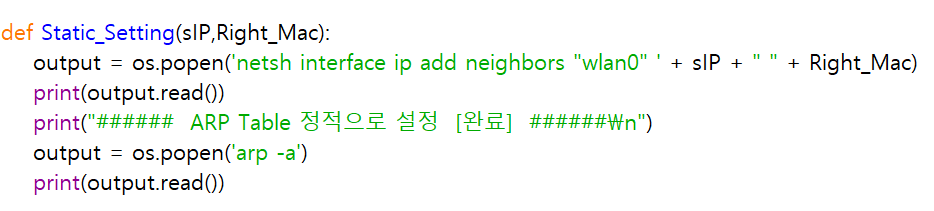 def Static_Setting(sIP,Right_Mac):
    output = os.popen('netsh interface ip add neighbors "wlan0" ' + sIP + " " + Right_Mac)
    print(output.read())
    print("######  ARP Table 정적으로 설정  [완료]  ######₩n")
    output = os.popen('arp -a')
    print(output.read())